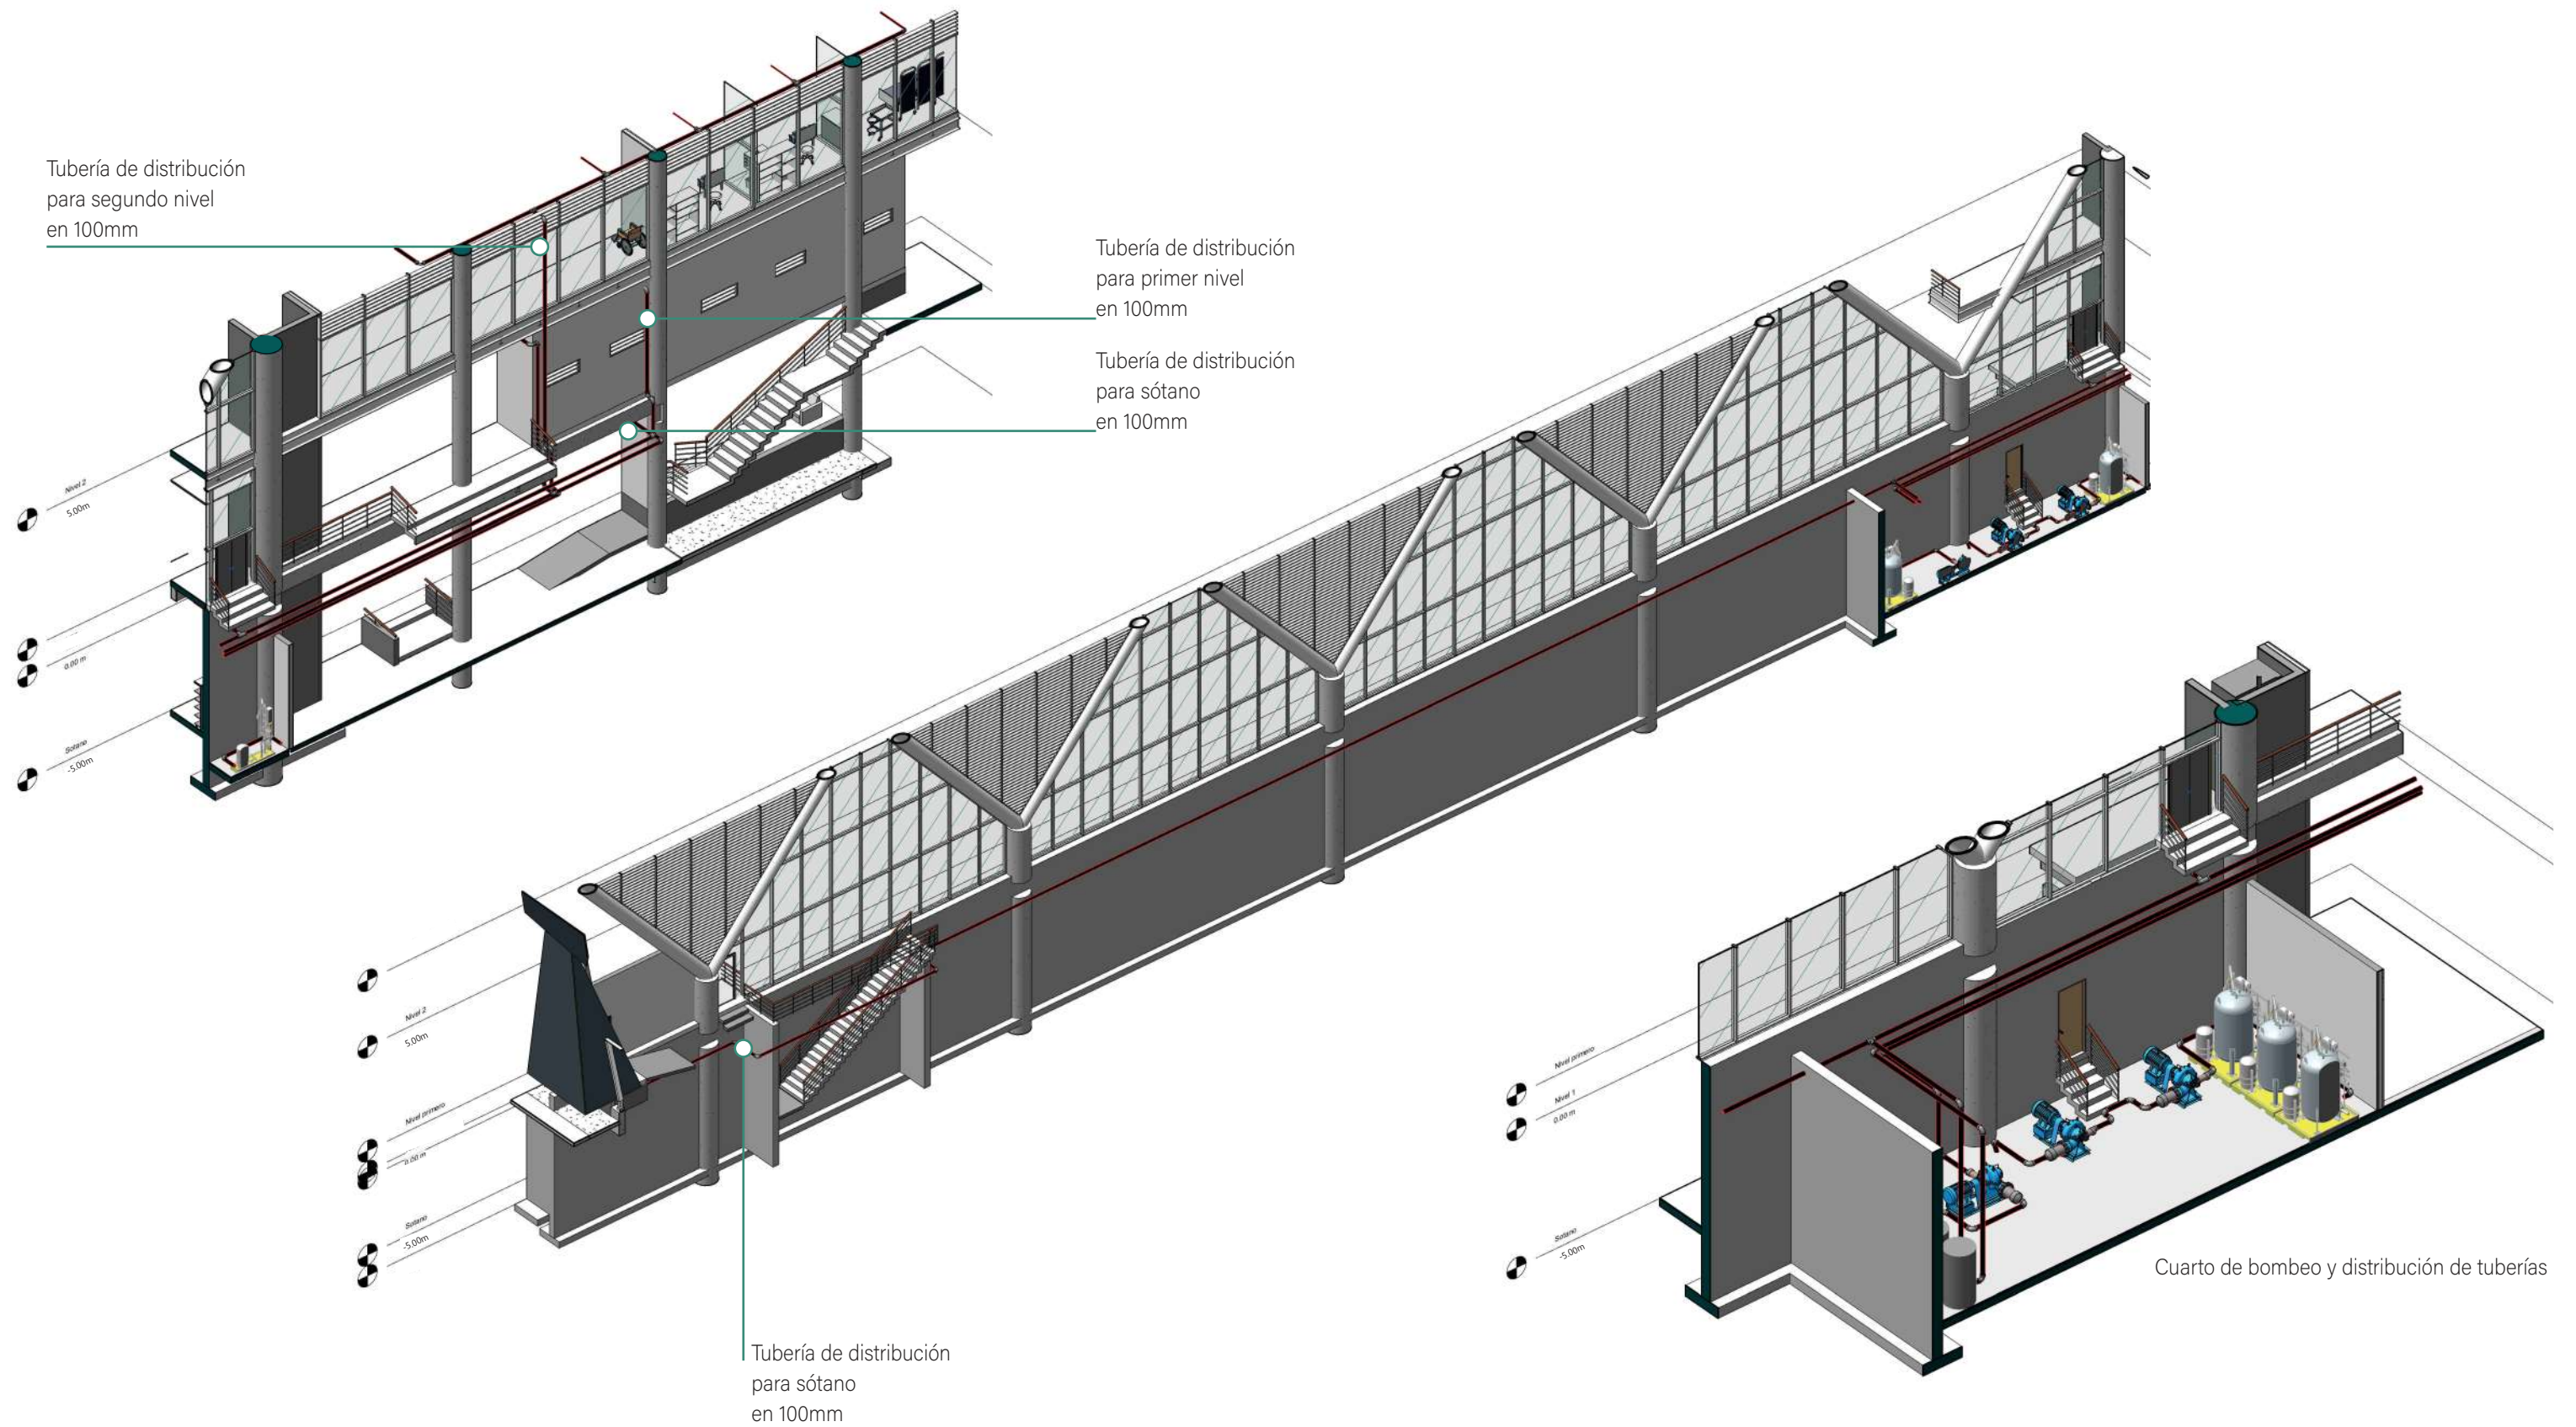 Tubería de distribución
para segundo nivel
en 100mm
Tubería de distribución
para primer nivel
en 100mm
Tubería de distribución
para sótano
en 100mm
Nivel 2
5.00m
0.00 m
Sotano
-5.00m
Nivel 2
5.00m
Nivel primero
0.00 m
Sotano
-5.00m
Tubería de distribución
para sótano
en 100mm
Nivel primero
Nivel 1
0.00 m
Sotano
-5.00m
Cuarto de bombeo y distribución de tuberías